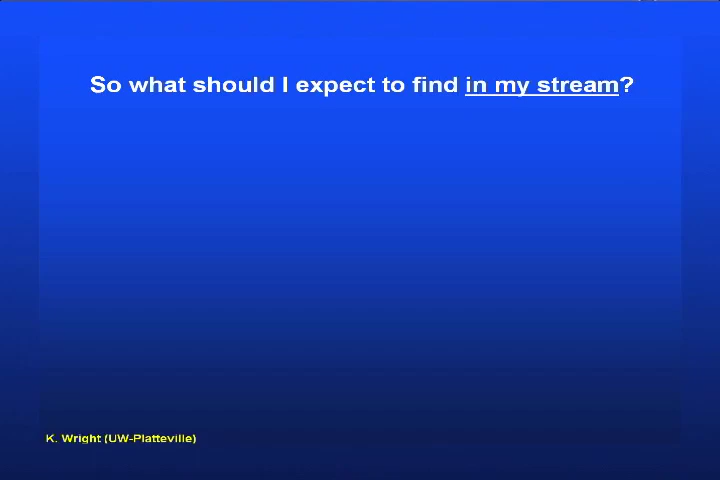 So what should I expect to find in my stream?
K. Wright (UW-Platteville)